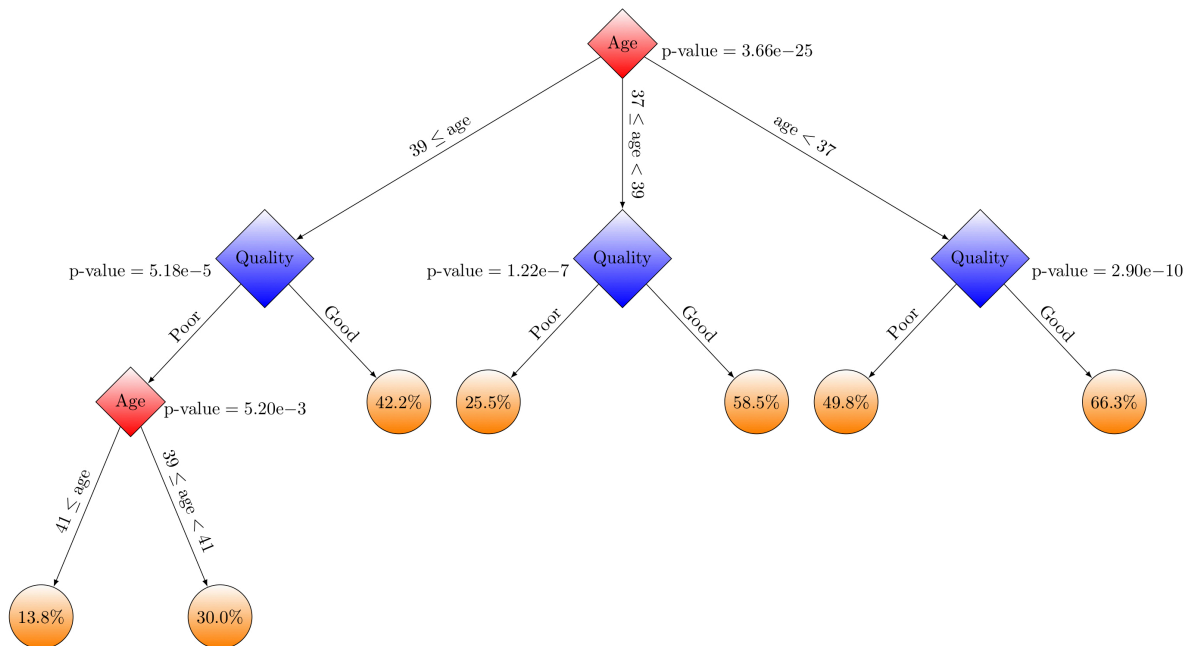 Age
p-value = 3.66e−25
39 ≤ age
37 ≤ age < 39
age < 37
Quality
p-value = 5.18e−5
Quality
p-value = 1.22e−7
Quality
p-value = 2.90e−10
Poor
Good
Poor
Good
Poor
Good
Age
p-value = 5.20e−3
42.2%
25.5%
58.5%
49.8%
66.3%
41 ≤ age
39 ≤ age < 41
13.8%
30.0%